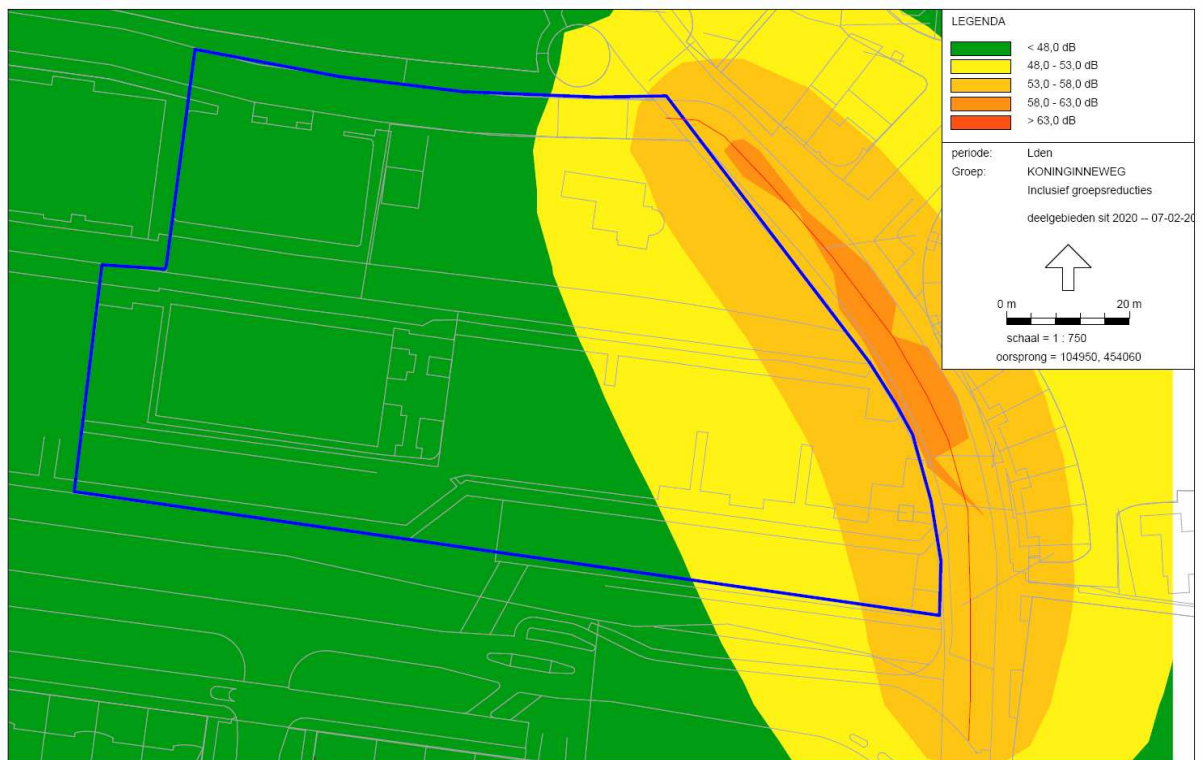 LEGENDA
< 48,0 dB
48,0 - 53,0 dB
53,0 - 58,0 dB
58,0 - 63,0 dB
> 63,0 dB
periode: Lden
Groep: KONINGINNEWEG
Inclusief groepsreducties
deelgebieden sit 2020 -- 07-02-20
0 m 20 m
schaal = 1 : 750
oorsprong = 104950, 454060